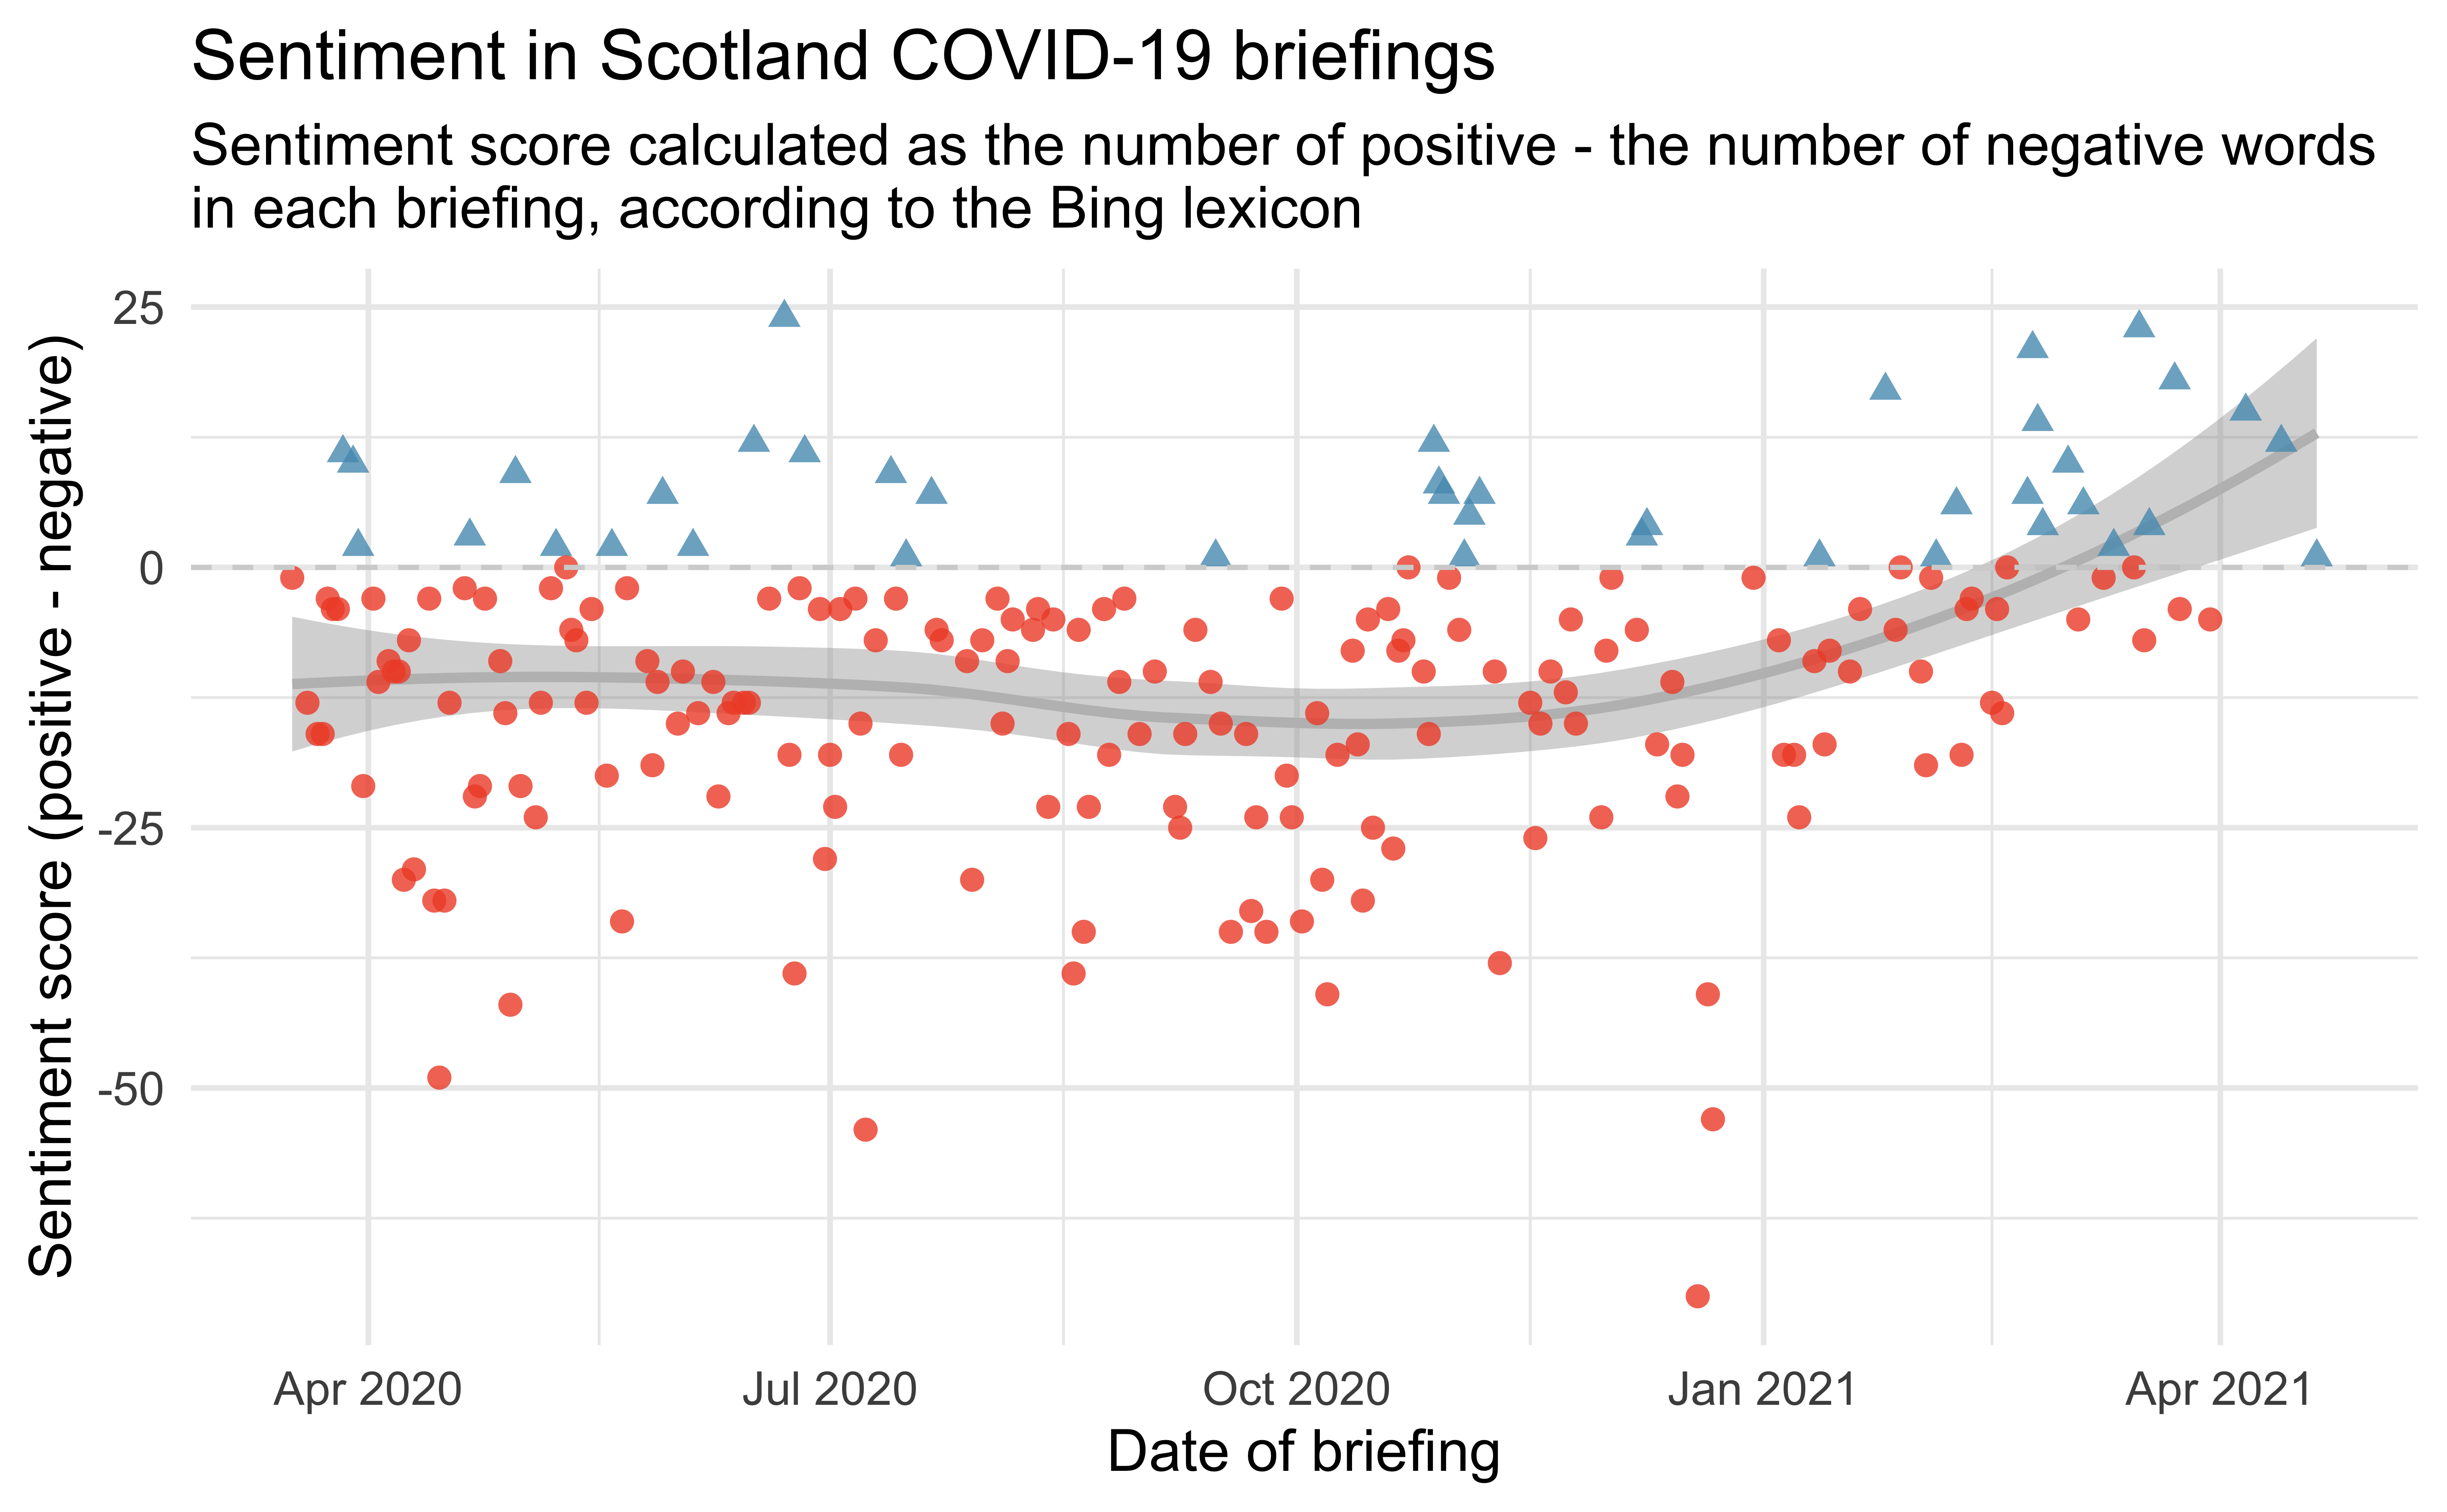 Sentiment in Scotland COVID-19 briefings
Sentiment score calculated as the number of positive - the number of negative words
in each briefing, according to the Bing lexicon
Sentiment score (positive - negative)
25
0
-25
-50
Apr 2020
Jul 2020
Oct 2020
Jan 2021
Apr 2021
Date of briefing